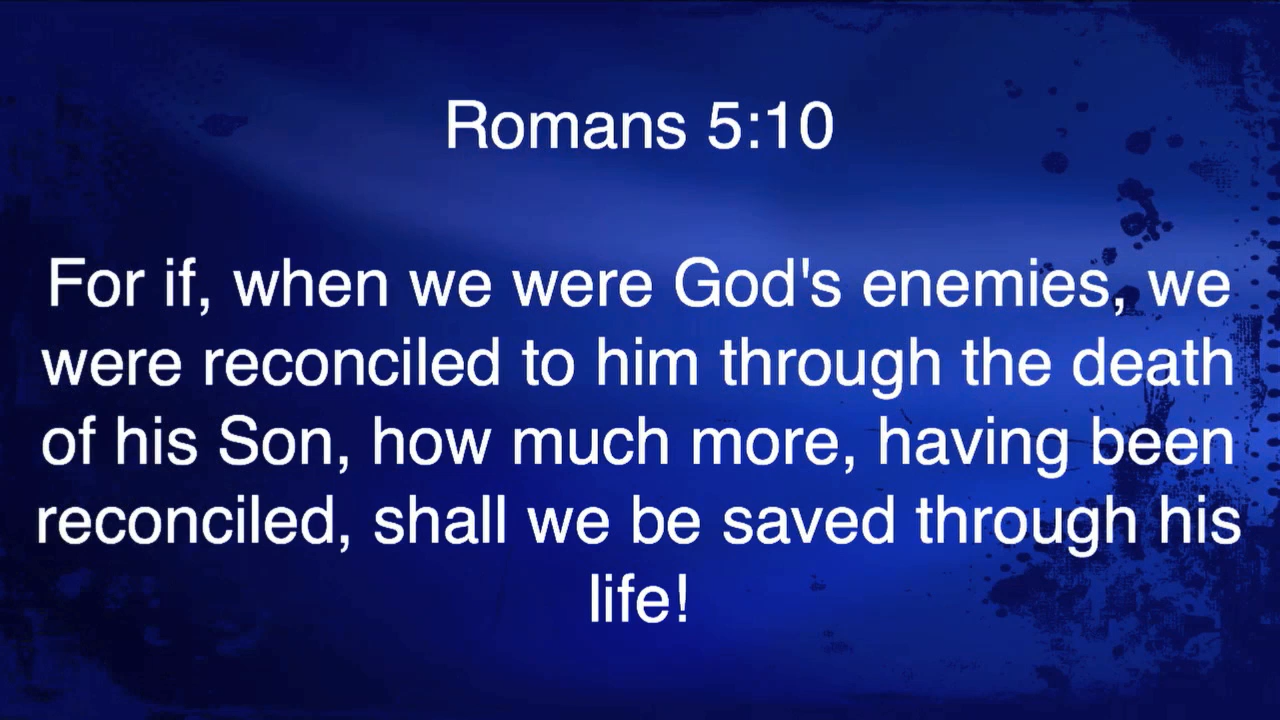 Romans 5:10
For if, when we were God's enemies, we
were reconciled to him through the death
of his Son, how much more, having been
reconciled, shall we be saved through his
life!